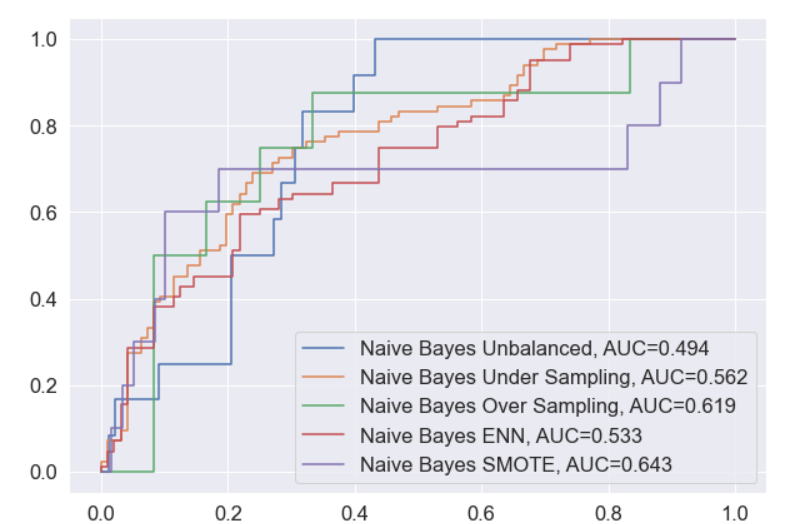 1.0
0.8
0.6
0.4
0.2
0.0
Naive Bayes Unbalanced, AUC=0.494
Naive Bayes Under Sampling, AUC=0.562
Naive Bayes Over Sampling, AUC=0.619
Naive Bayes ENN, AUC=0.533
Naive Bayes SMOTE, AUC=0.643
0.0 0.2 0.4 0.6 0.8 1.0